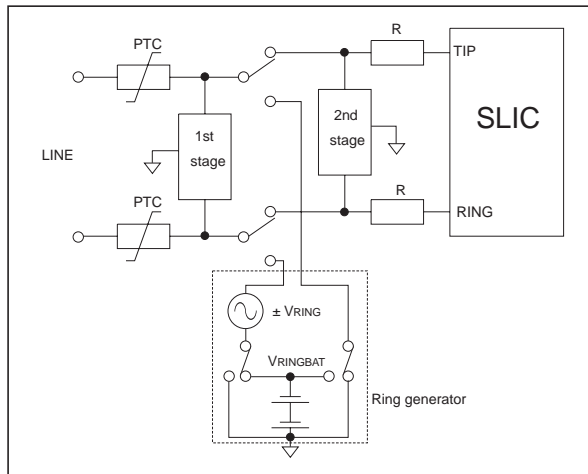 PTC
R
TIP
SLIC
1st
stage
2nd
stage
LINE
PTC
R
RING
± VRING
VRINGBAT
Ring generator